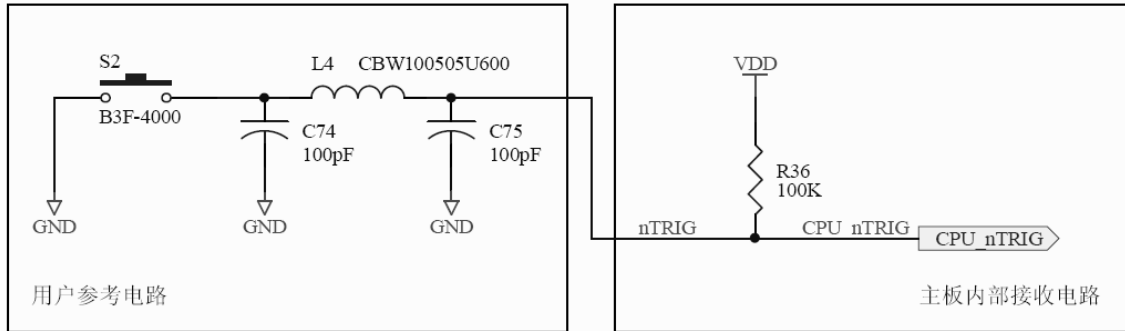 S2
B3F-4000
L4 CBW100505U600
C74
100pF
C75
100pF
GND
GND
GND
用户参考电路
VDD
R36
100K
nTRIG
CPU_nTRIG
CPU_nTRIG
主板内部接收电路